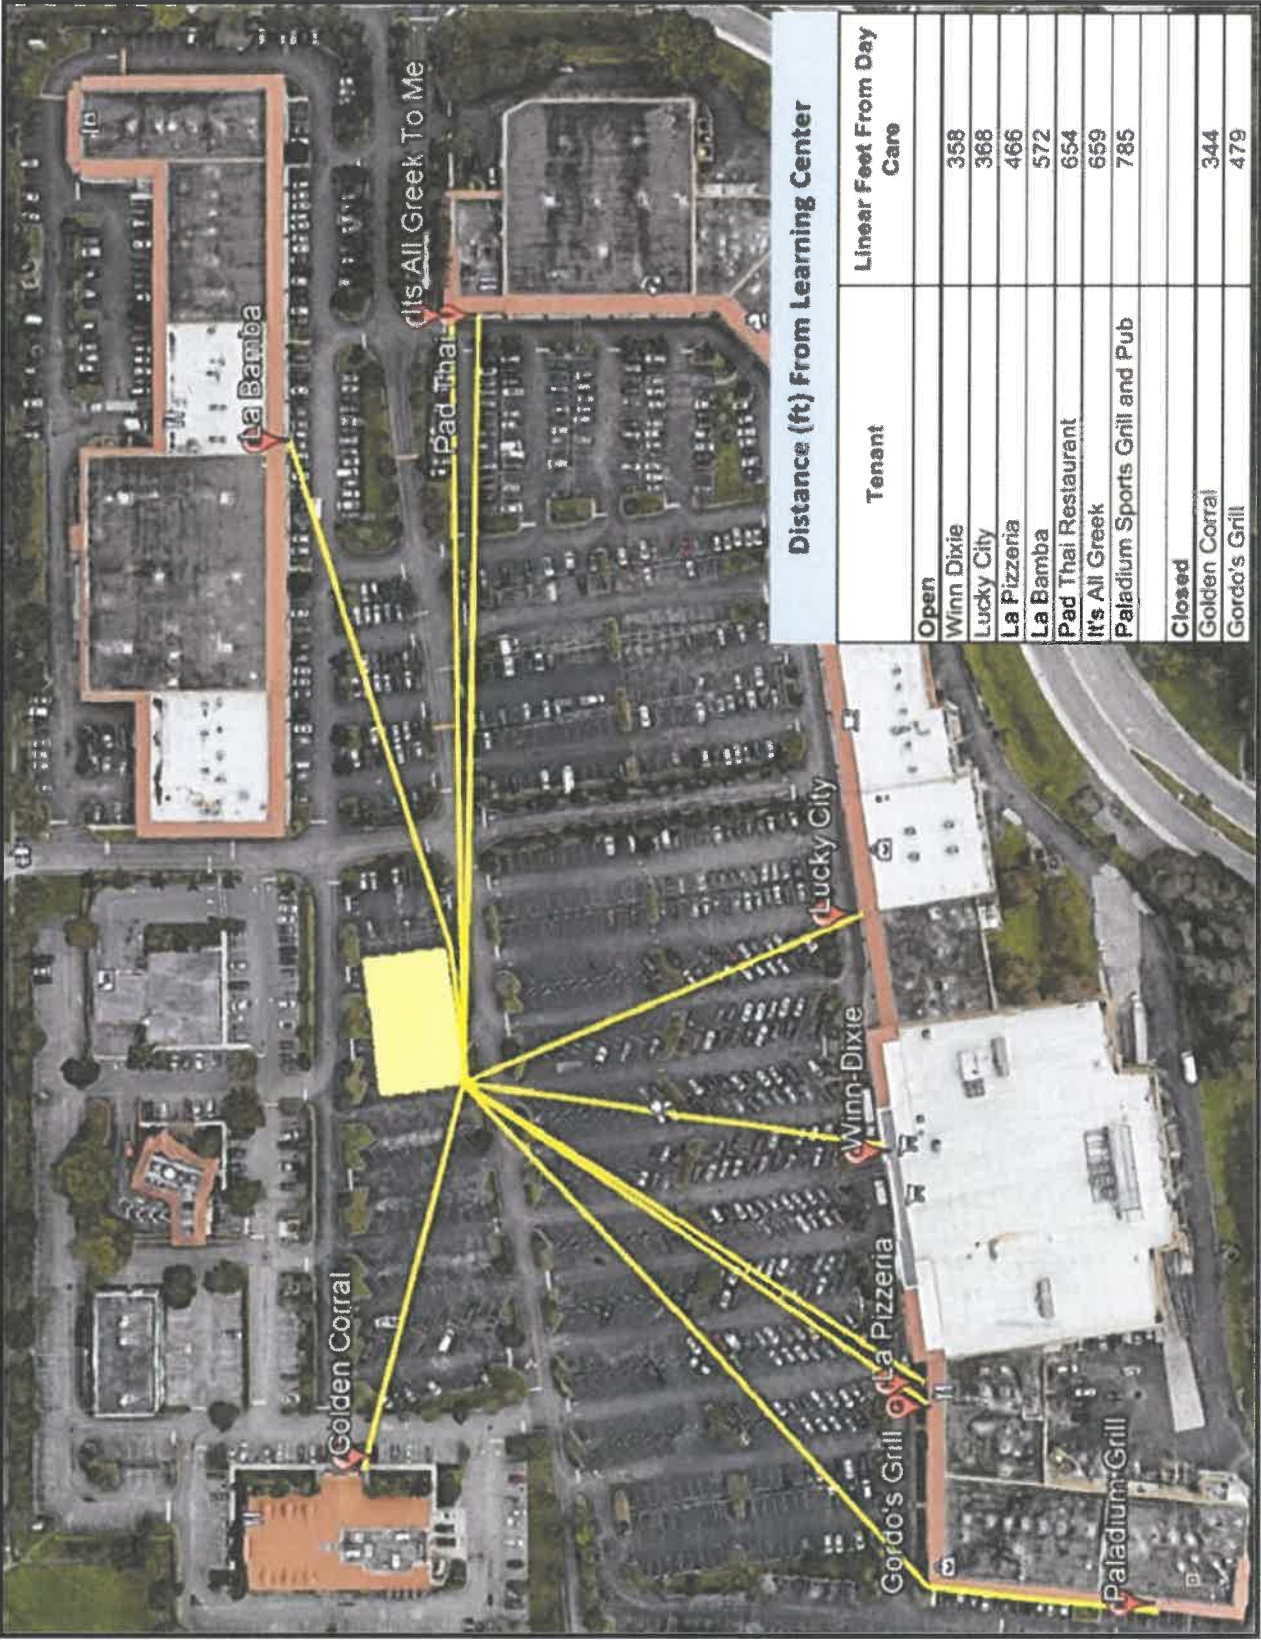 La Bamba
Its All Greek To Me
Pad Thai
Golden Corral
Lucky City
Winn-Dixie
La Pizzeria
Gordo's Grill
Paladium Grill
Distance (ft) From Learning Center
Tenant Linear Feet From Day Care
Open
Winn Dixie 358
Lucky City 368
La Pizzeria 466
La Bamba 572
Pad Thai Restaurant 654
It's All Greek 659
Paladium Sports Grill and Pub 785
Closed
Golden Corral 344
Gordo's Grill 479